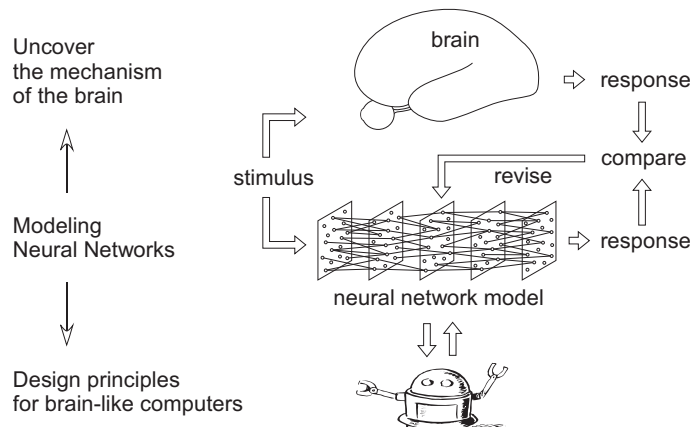 Uncover
the mechanism
of the brain
Modeling
Neural Networks
Design principles
for brain-like computers
brain
response
stimulus
compare
revise
response
neural network model